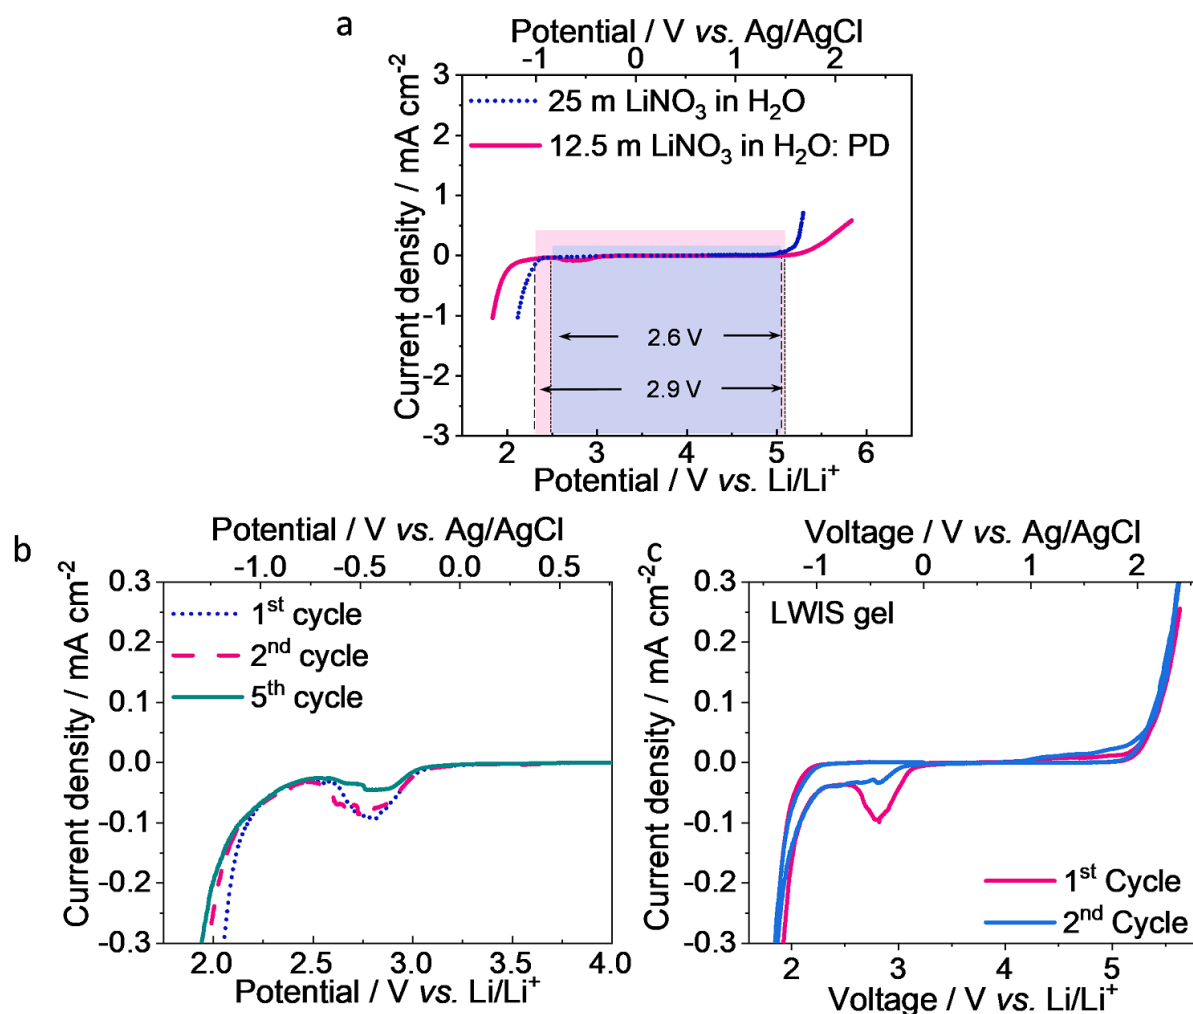 a
Potential / V vs. Ag/AgCl
-1 0 1 2
3
2
1
0
-1
-2
-3
Current density / mA cm⁻²
25 m LiNO₃ in H₂O
12.5 m LiNO₃ in H₂O: PD
2.6 V
2.9 V
2 3 4 5 6
Potential / V vs. Li/Li⁺
b
Potential / V vs. Ag/AgCl
-1.0 -0.5 0.0 0.5
0.3
0.2
0.1
0.0
-0.1
-0.2
-0.3
Current density / mA cm⁻²
1ˢᵗ cycle
2ⁿᵈ cycle
5ᵗʰ cycle
2.0 2.5 3.0 3.5 4.0
Potential / V vs. Li/Li⁺
c
Voltage / V vs. Ag/AgCl
-1 0 1 2
0.3
0.2
0.1
0.0
-0.1
-0.2
-0.3
Current density / mA cm⁻²
LWIS gel
1ˢᵗ Cycle
2ⁿᵈ Cycle
2 3 4 5
Voltage / V vs. Li/Li⁺